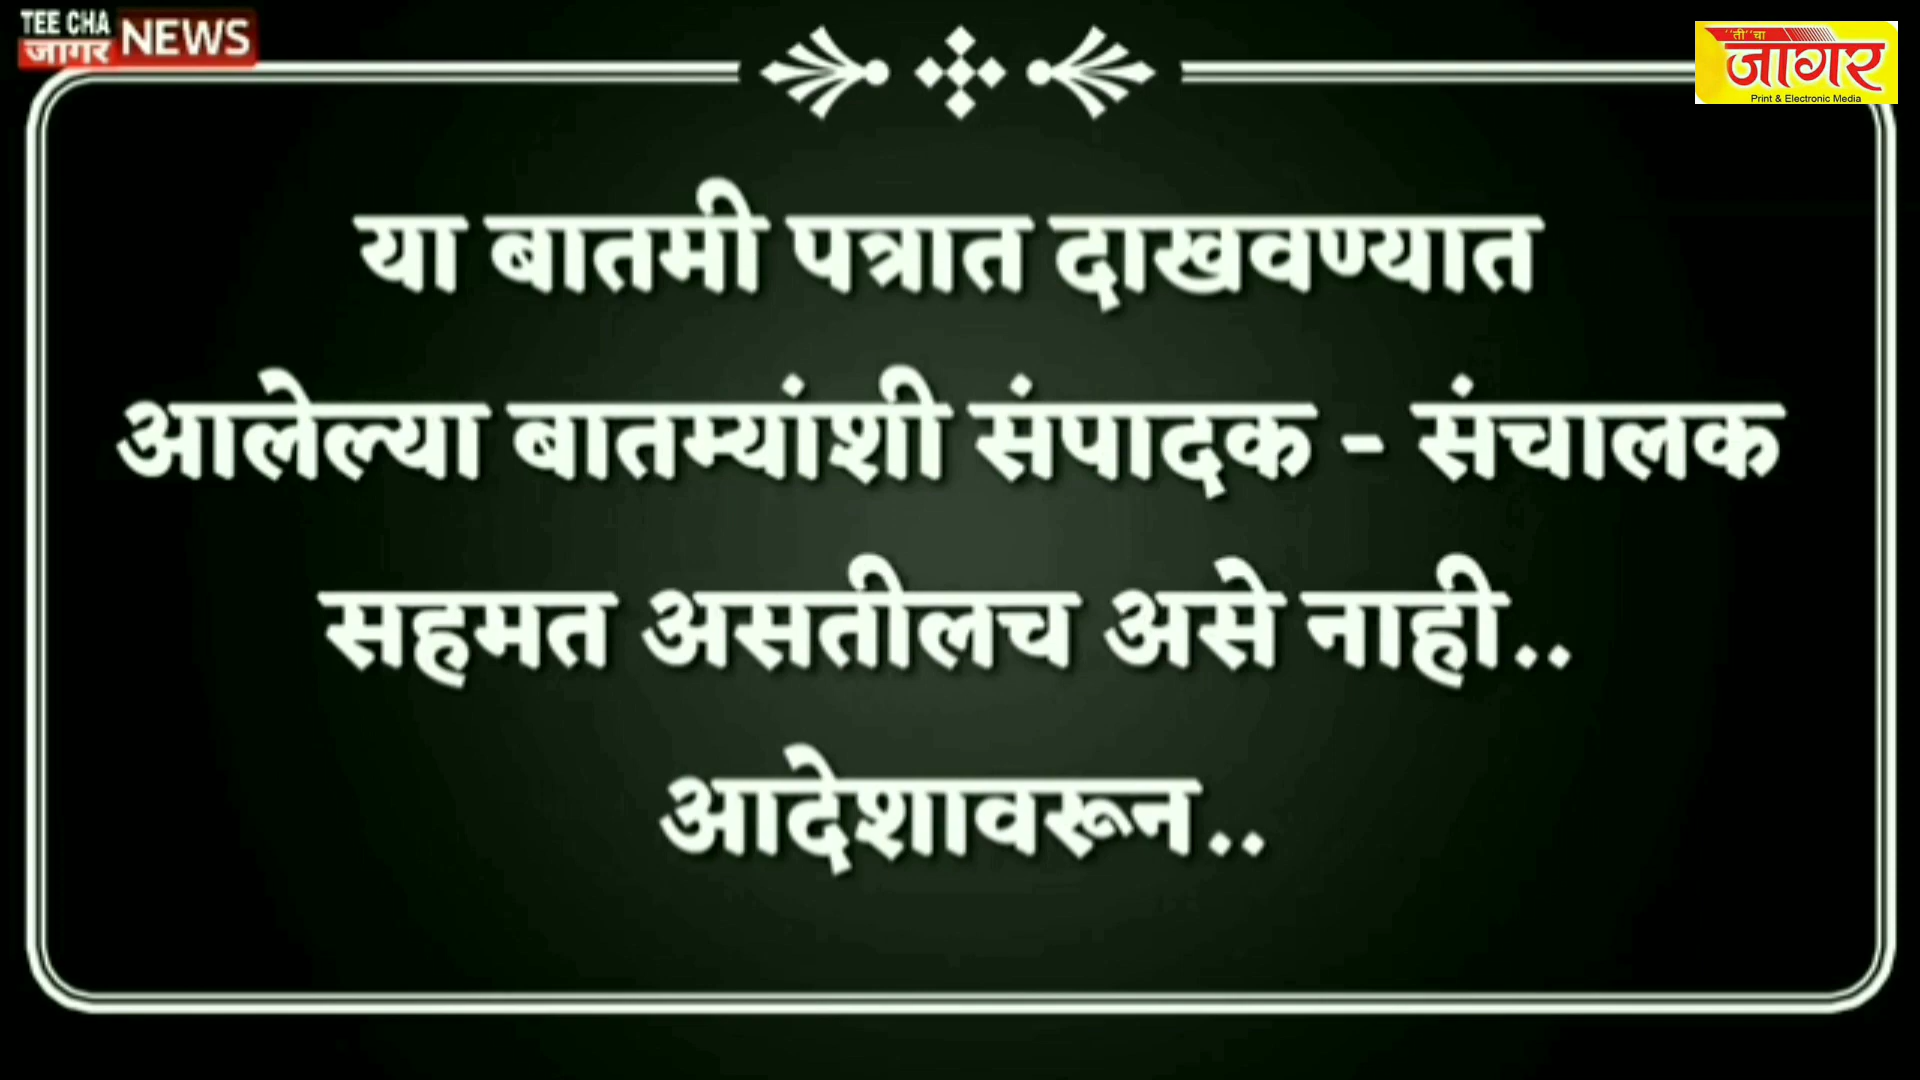 TEE CHA
जागर NEWS
"ती"चा
जागर
Print & Electronic Media
या बातमी पत्रात दाखवण्यात
आलेल्या बातम्यांशी संपादक - संचालक
सहमत असतीलच असे नाही..
आदेशावरून..